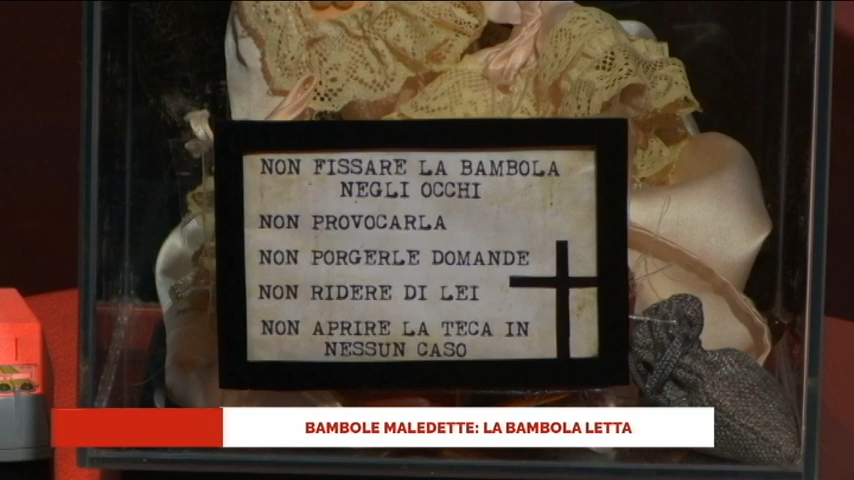 NON FISSARE LA BAMBOLA
NEGLI OCCHI
NON PROVOCARLA
NON PORGERLE DOMANDE
NON RIDERE DI LEI
NON APRIRE LA TECA IN
NESSUN CASO
BAMBOLE MALEDETTE: LA BAMBOLA LETTA